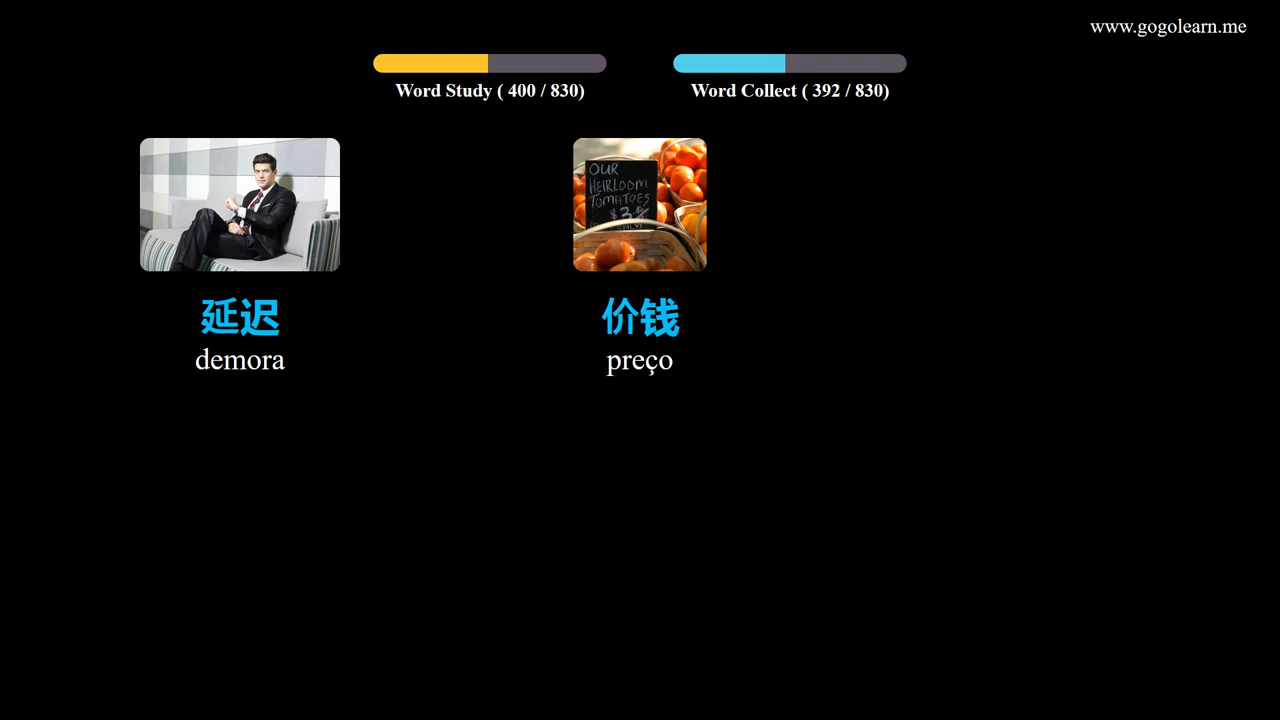 www.gogolearn.me
Word Study ( 400 / 830)
Word Collect ( 392 / 830)
OUR
HEIRLOOM
TOMATOES
延迟
demora
价钱
preço